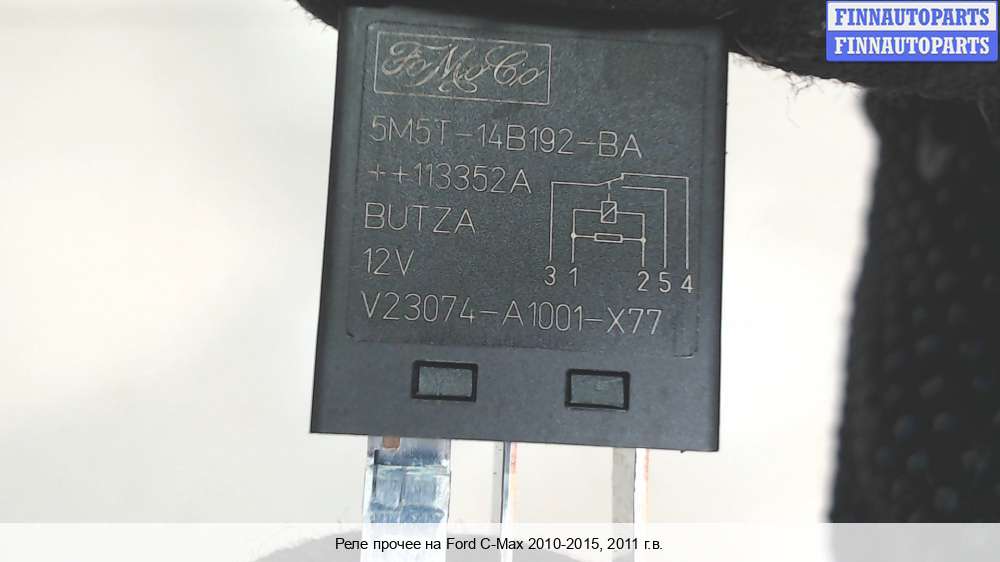 FINNAUTOPARTS
FINNAUTOPARTS
FoMoCo
5M5T-14B192-BA
++113352A
BUTZA
12V
3 1 2 5 4
V23074-A1001-X77
Реле прочее на Ford C-Max 2010-2015, 2011 г.в.